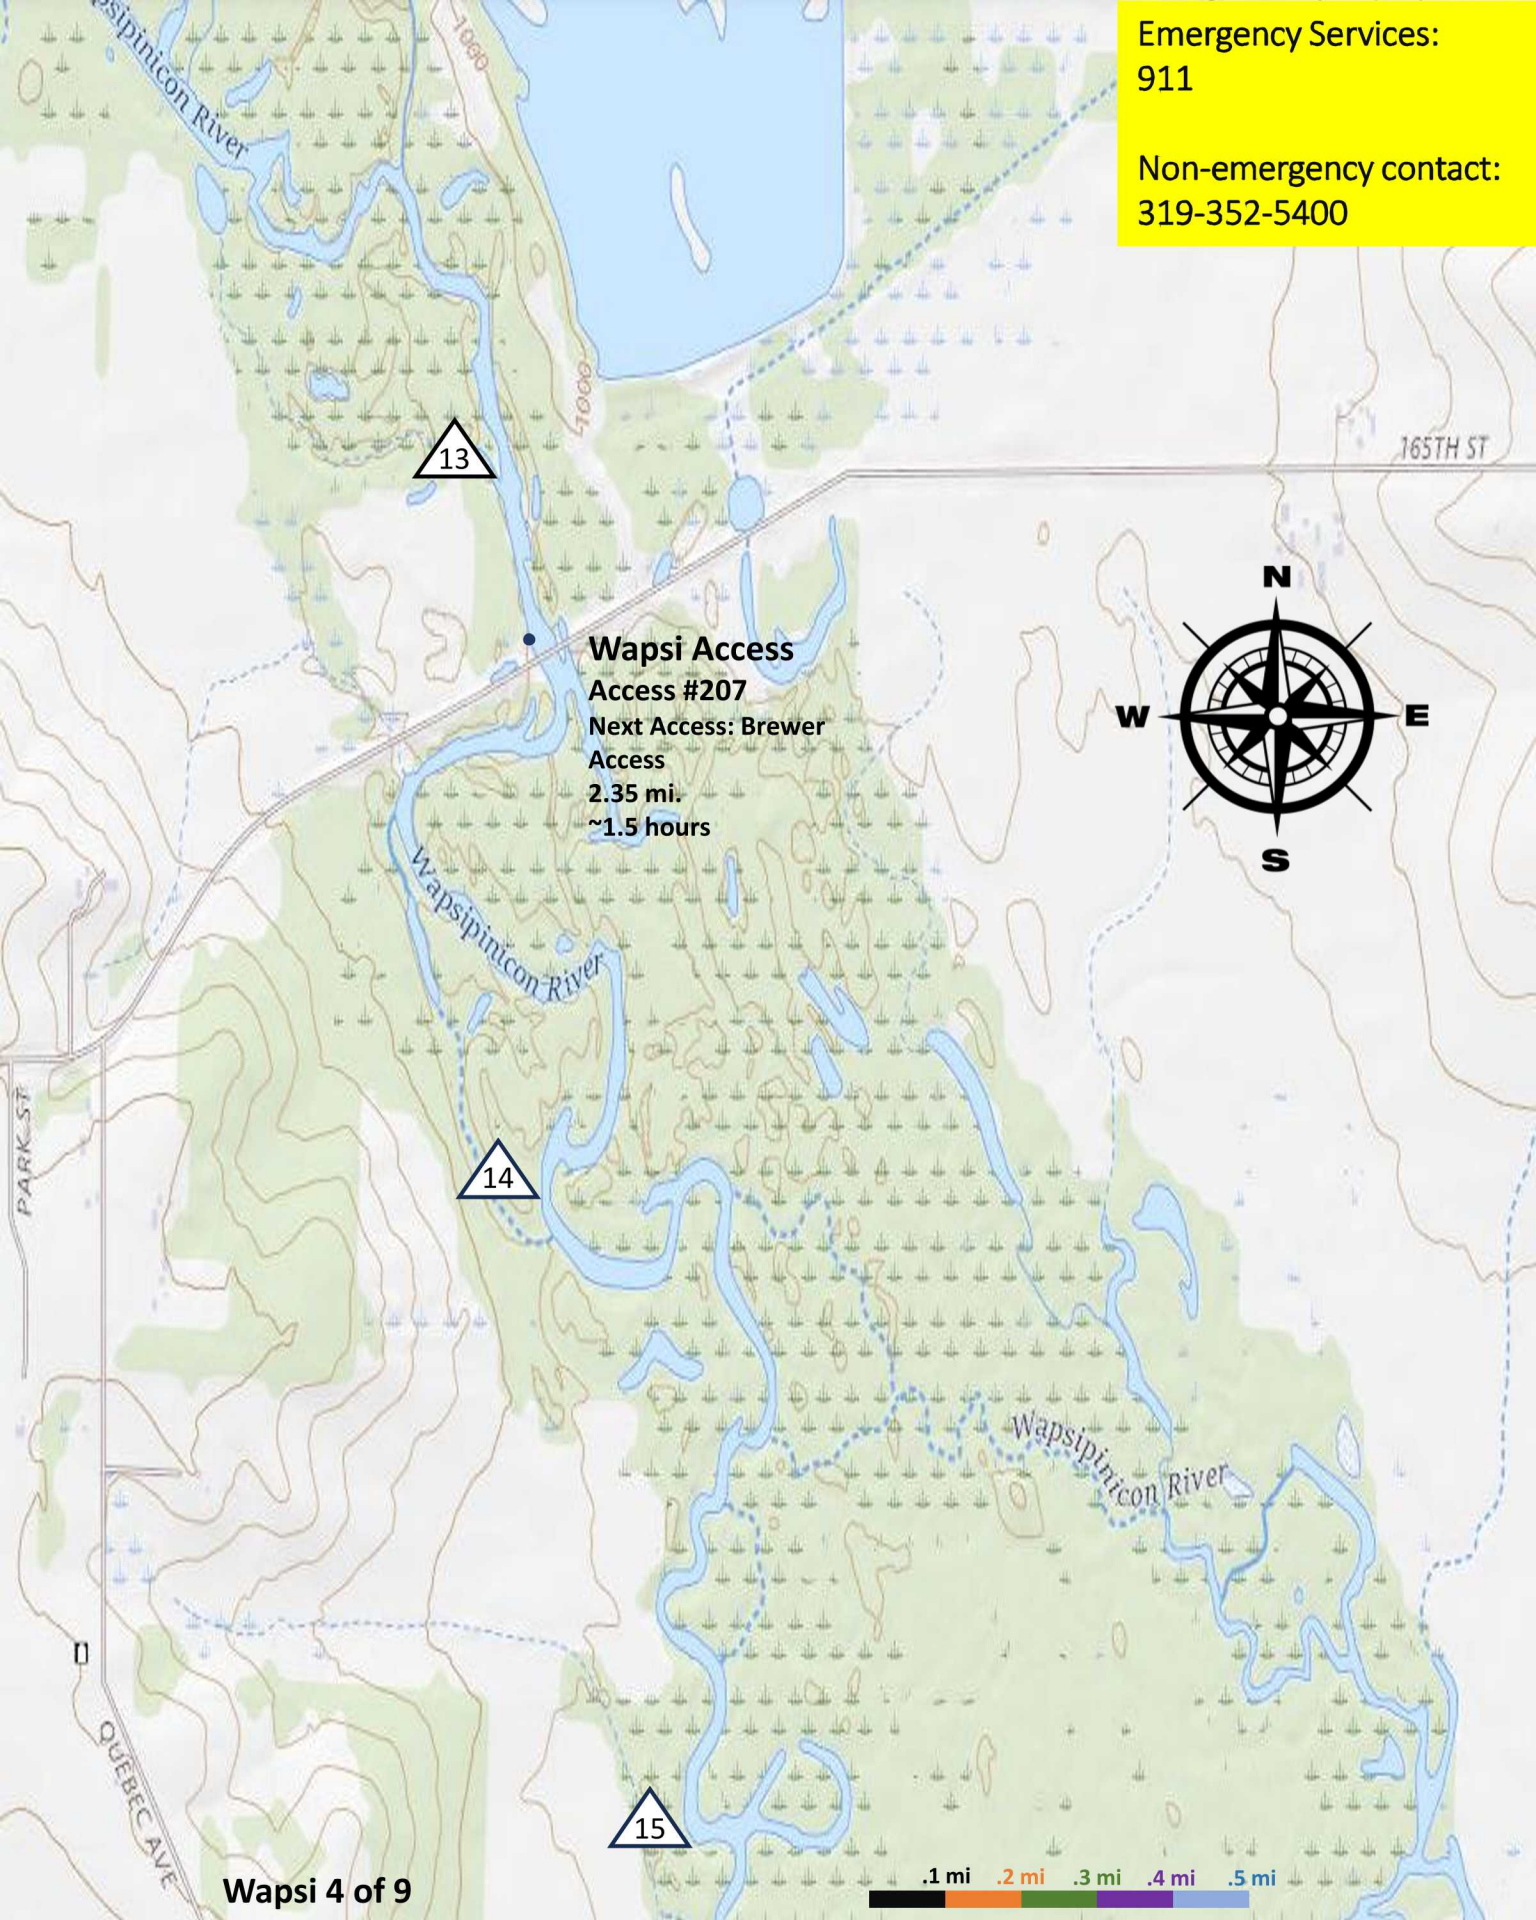 Emergency Services:
911
Non-emergency contact:
319-352-5400
psipinicon River
1060
1000
13
165TH ST
N
W
E
S
Wapsi Access
Access #207
Next Access: Brewer
Access
2.35 mi.
~1.5 hours
Wapsipinicon River
PARK ST
14
Wapsipinicon River
QUEBEC AVE
15
Wapsi 4 of 9
.1 mi .2 mi .3 mi .4 mi .5 mi